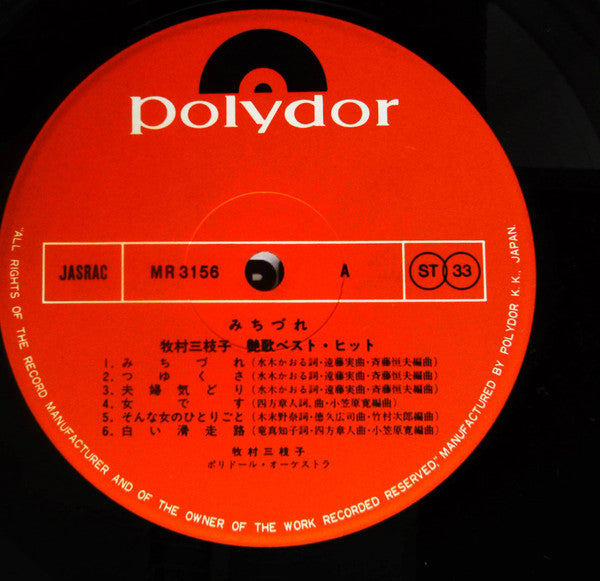 polydor
JASRAC MR 3156 A ST 33
みちづれ
牧村三枝子 艶歌ベスト・ヒット
1. みちづれ (水木かおる詞・遠藤実曲・斉藤恒夫編曲)
2. つゆくさ (水木かおる詞・遠藤実曲・斉藤恒夫編曲)
3. 夫婦気どり (水木かおる詞・遠藤実曲・斉藤恒夫編曲)
4. 女です (四方章人詞、曲・小笠原寛編曲)
5. そんな女のひとりごと (木末野奈詞・徳久広司曲・竹村次郎編曲)
6. 白い滑走路 (竜真知子詞・四方章人曲・小笠原寛編曲)
牧村三枝子
ポリドール・オーケストラ
"ALL RIGHTS OF THE RECORD MANUFACTURER AND OF THE OWNER OF THE WORK RECORDED RESERVED," MANUFACTURED BY POLYDOR K. K., JAPAN.